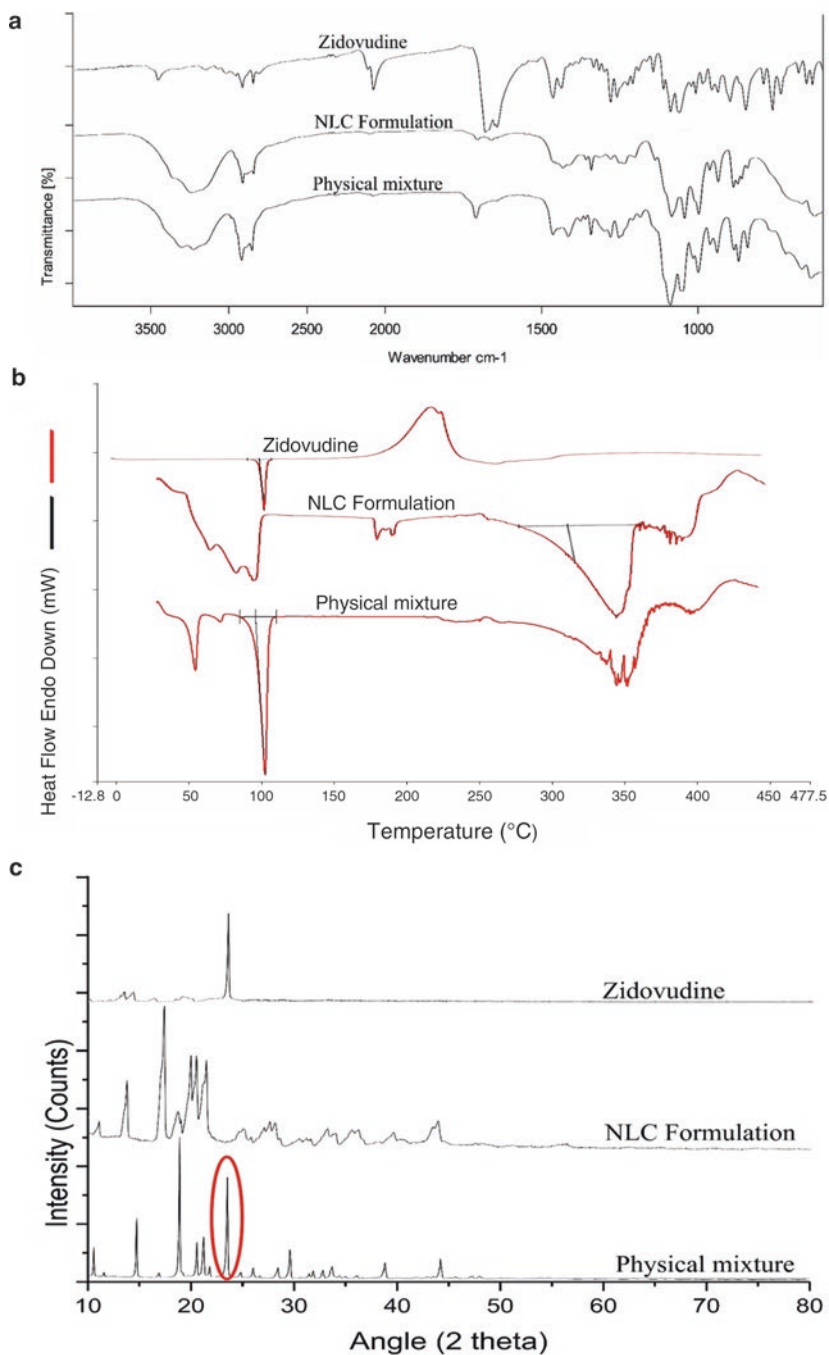 a
Zidovudine
NLC Formulation
Physical mixture
Transmittance [%]
3500 3000 2500 2000 1500 1000
Wavenumber cm-1
b
Zidovudine
NLC Formulation
Physical mixture
Heat Flow Endo Down (mW)
-12.8 0 50 100 150 200 250 300 350 400 450 477.5
Temperature (°C)
c
Zidovudine
NLC Formulation
Physical mixture
Intensity (Counts)
10 20 30 40 50 60 70 80
Angle (2 theta)